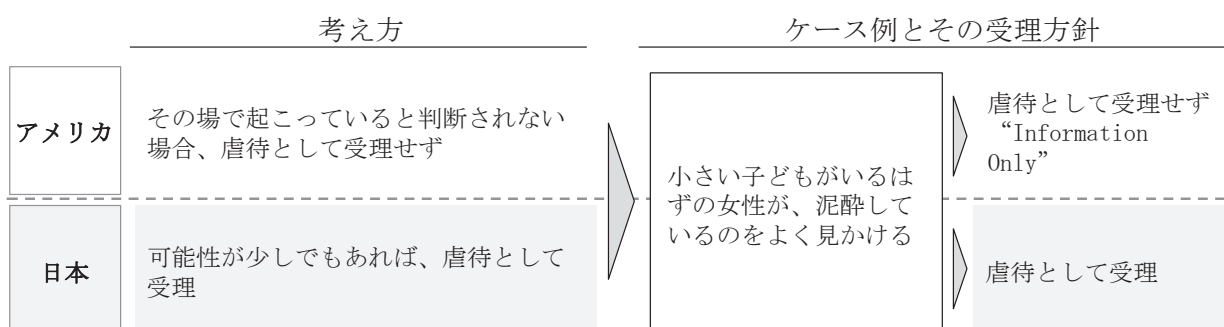 考え方
ケース例とその受理方針
アメリカ
その場で起こっていると判断されない
場合、虐待として受理せず
小さい子どもがいるは
ずの女性が、泥酔して
いるのをよく見かける
虐待として受理せず
“Information
Only”
日本
可能性が少しでもあれば、虐待として
受理
虐待として受理